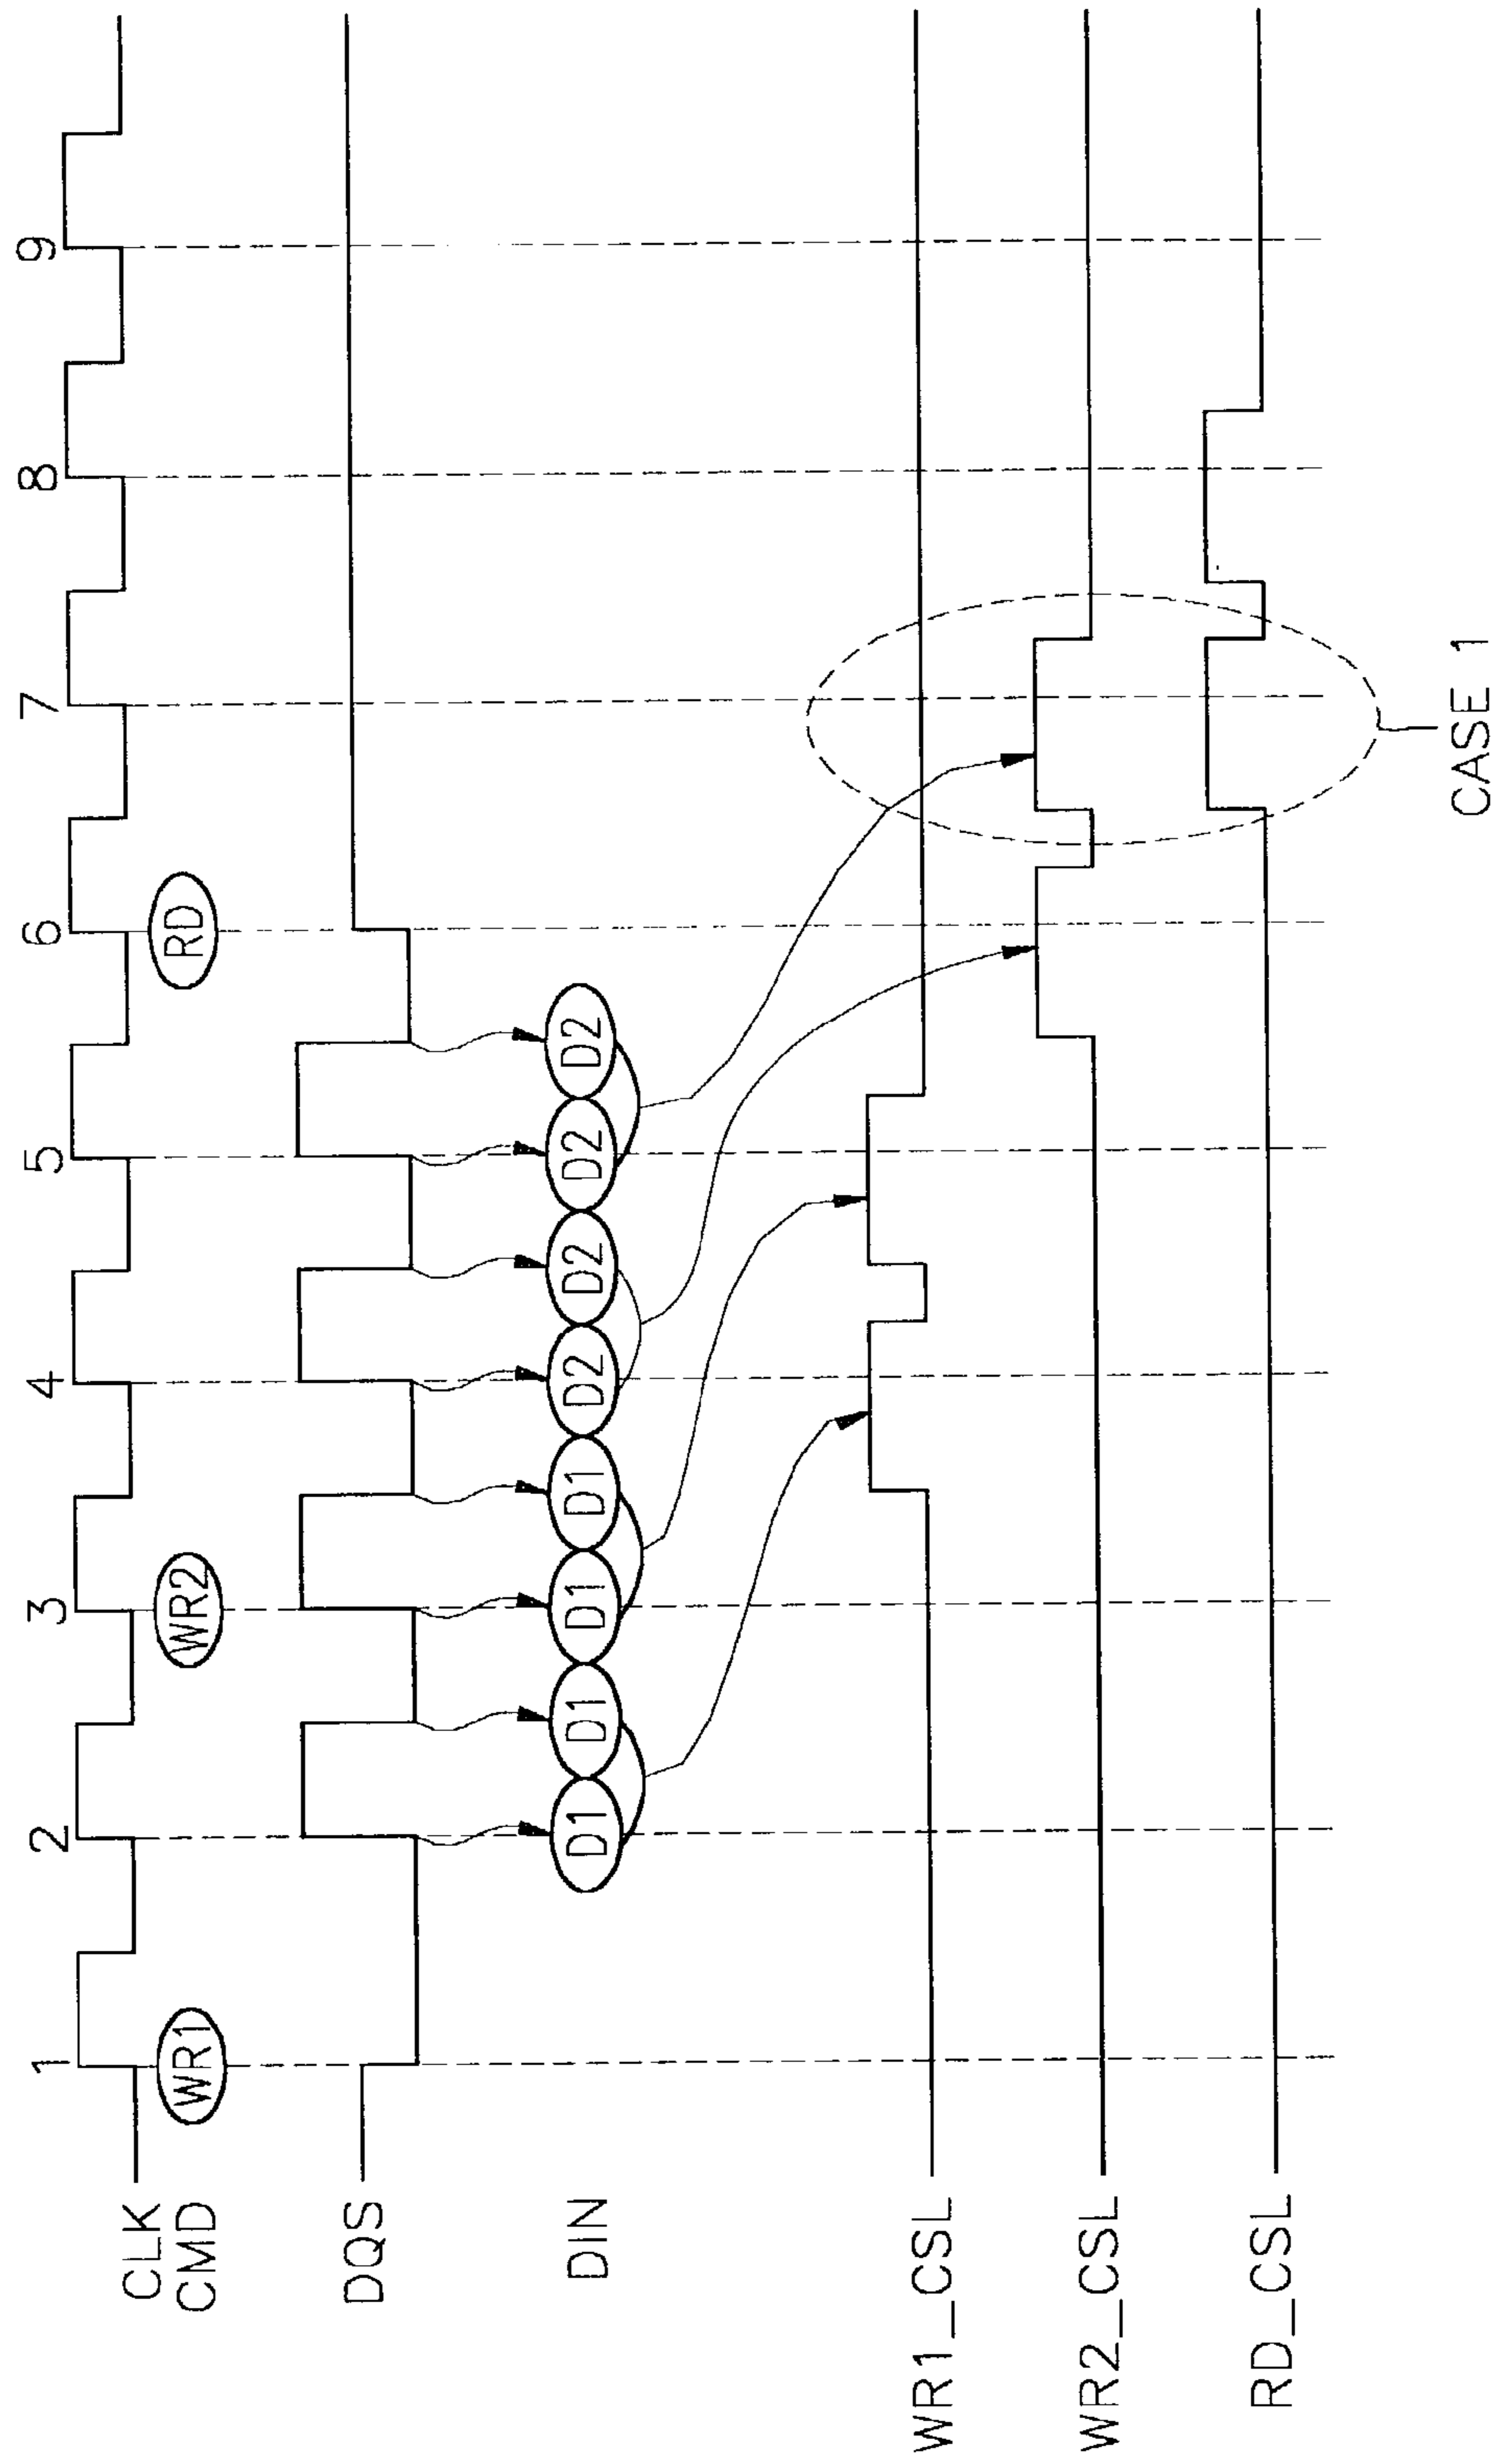 1 2 3 4 5 6 7 8 9
CLK
CMD WR1 WR2 RD
DQS
DIN D1 D1 D1 D1 D2 D2 D2 D2
WR1_CSL
WR2_CSL
RD_CSL
CASE 1